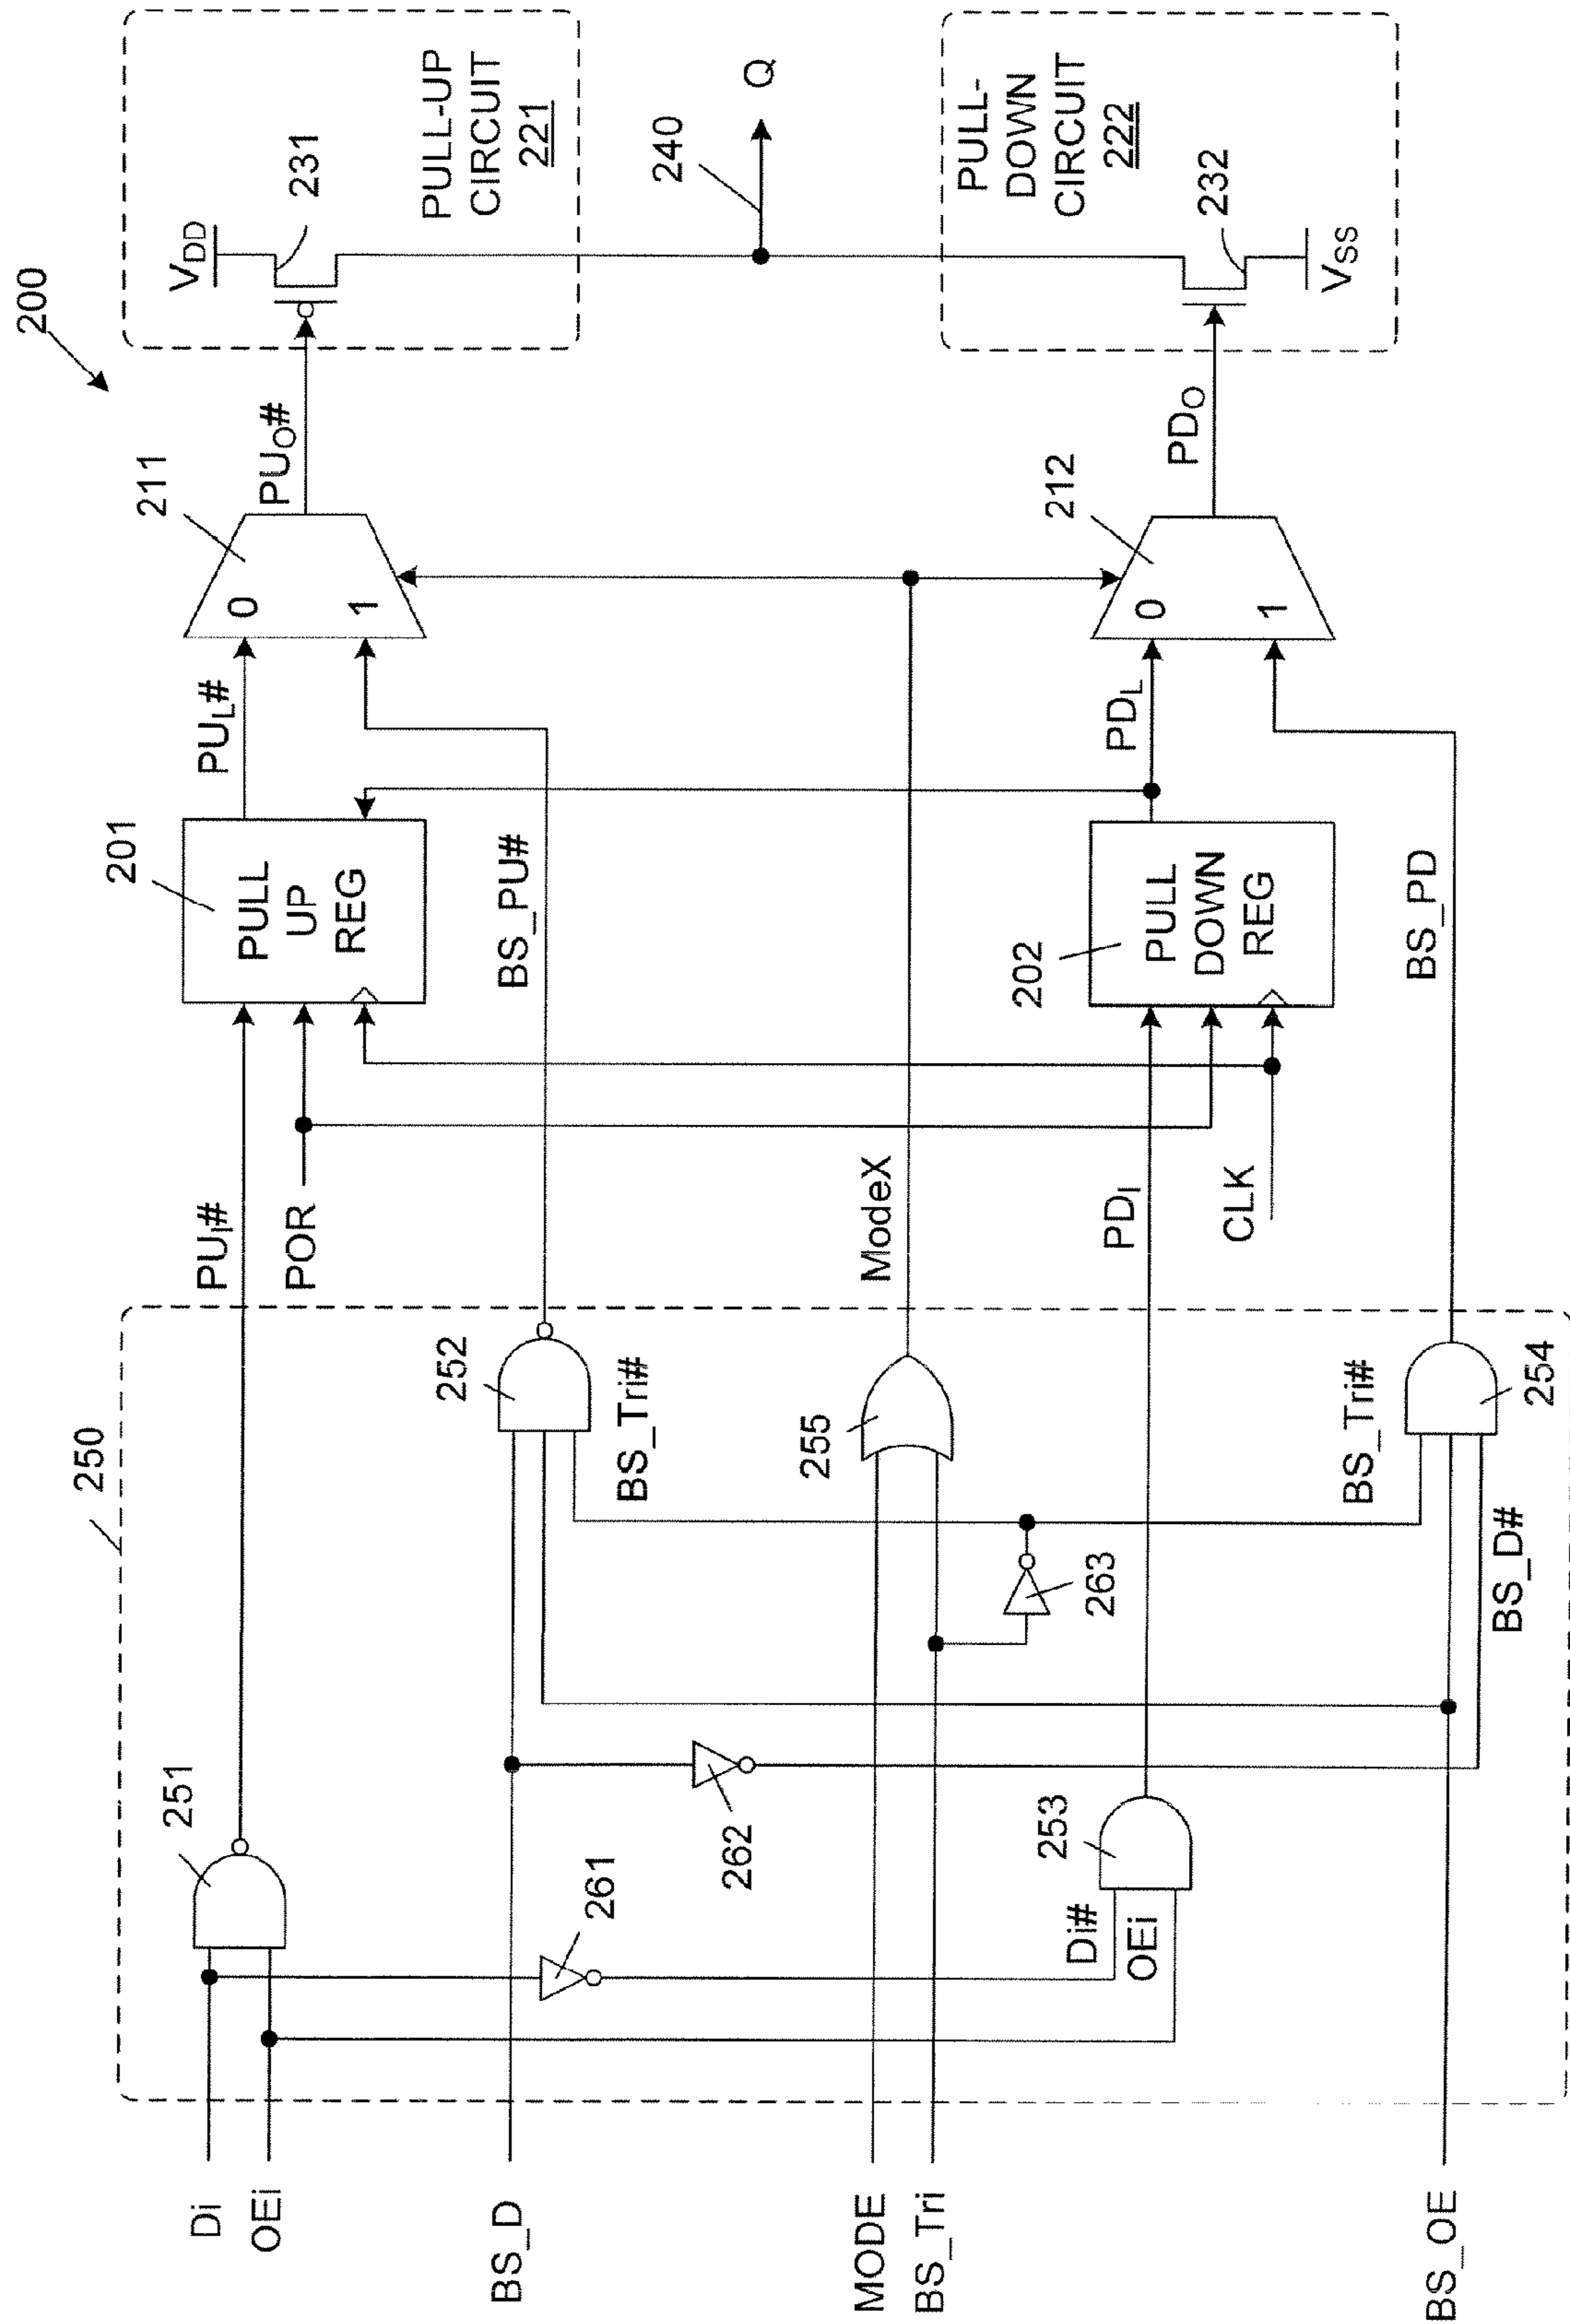 200
Di
OEi
BS_D
MODE
BS_Tri
BS_OE
250
251
261
262
Di#
OEi
253
263
252
BS_Tri#
255
BS_Tri#
254
BS_D#
PUI#
POR
ModeX
PDI
CLK
201
PULL
UP
REG
BS_PU#
202
PULL
DOWN
REG
BS_PD
PUL#
PDL
211
0
1
212
0
1
PUO#
PDO
VDD
231
PULL-UP
CIRCUIT
221
240
Q
PULL-
DOWN
CIRCUIT
222
232
VSS